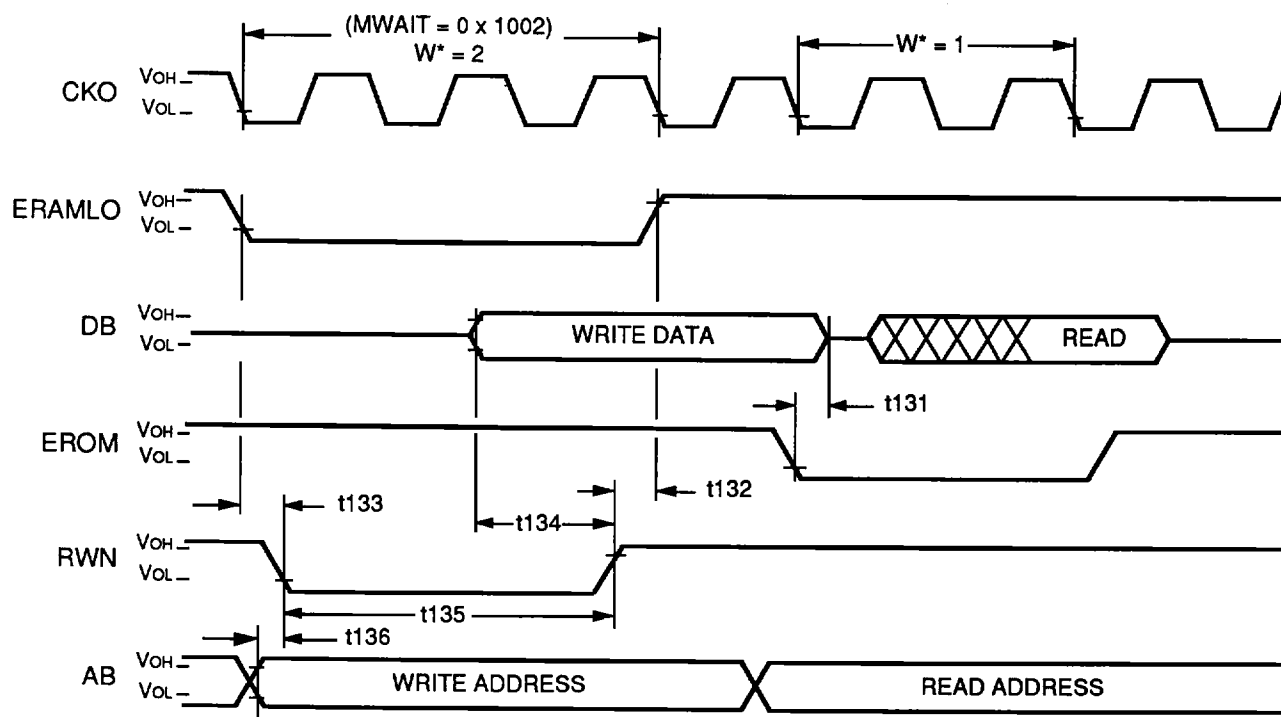 (MWAIT = 0 x 1002)
W* = 2
W* = 1
CKO
VOH
VOL
ERAMLO
VOH
VOL
DB
VOH
VOL
WRITE DATA
READ
t131
EROM
VOH
VOL
t132
t133
t134
RWN
VOH
VOL
t135
t136
AB
VOH
VOL
WRITE ADDRESS
READ ADDRESS